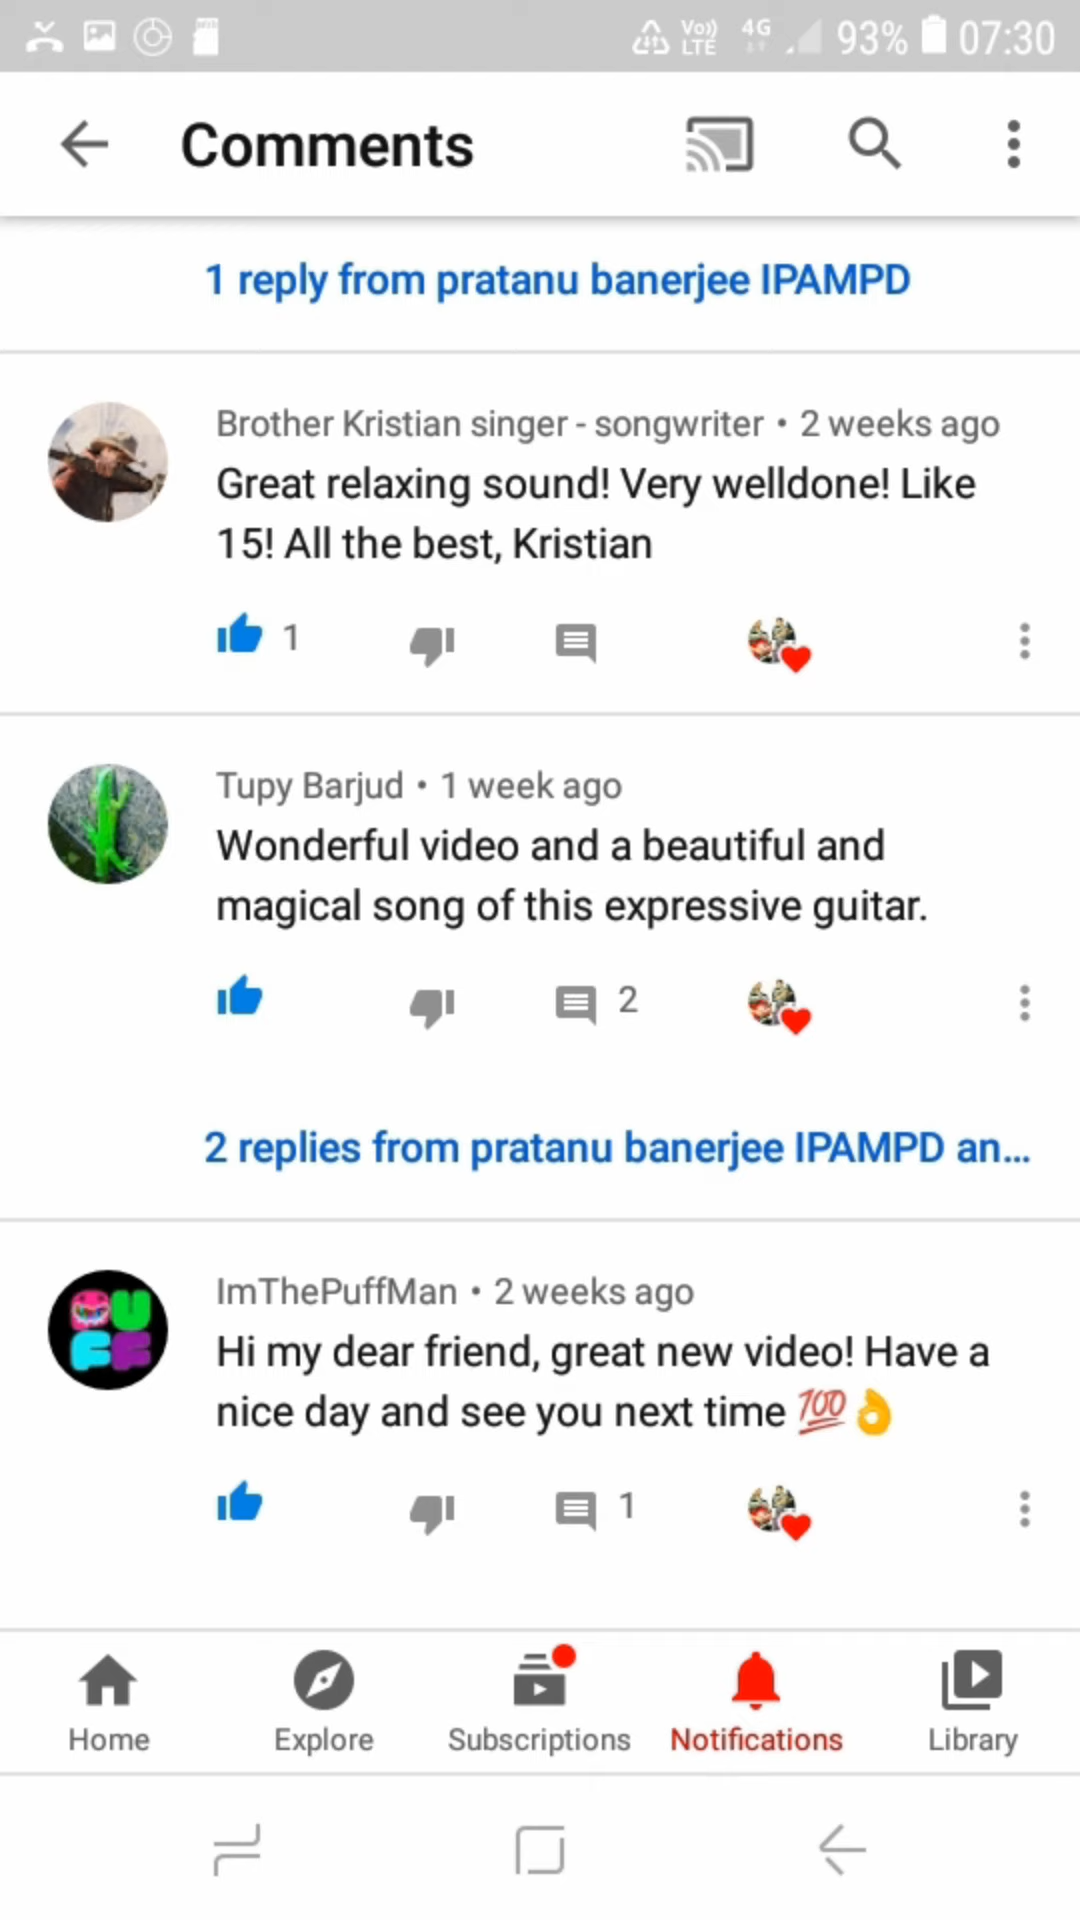 Vo)) LTE 4G 93% 07:30
Comments
1 reply from pratanu banerjee IPAMPD
Brother Kristian singer - songwriter • 2 weeks ago
Great relaxing sound! Very welldone! Like
15! All the best, Kristian
1
Tupy Barjud • 1 week ago
Wonderful video and a beautiful and
magical song of this expressive guitar.
2
2 replies from pratanu banerjee IPAMPD an...
PUFF
ImThePuffMan • 2 weeks ago
Hi my dear friend, great new video! Have a
nice day and see you next time 💯👌
1
Home Explore Subscriptions Notifications Library